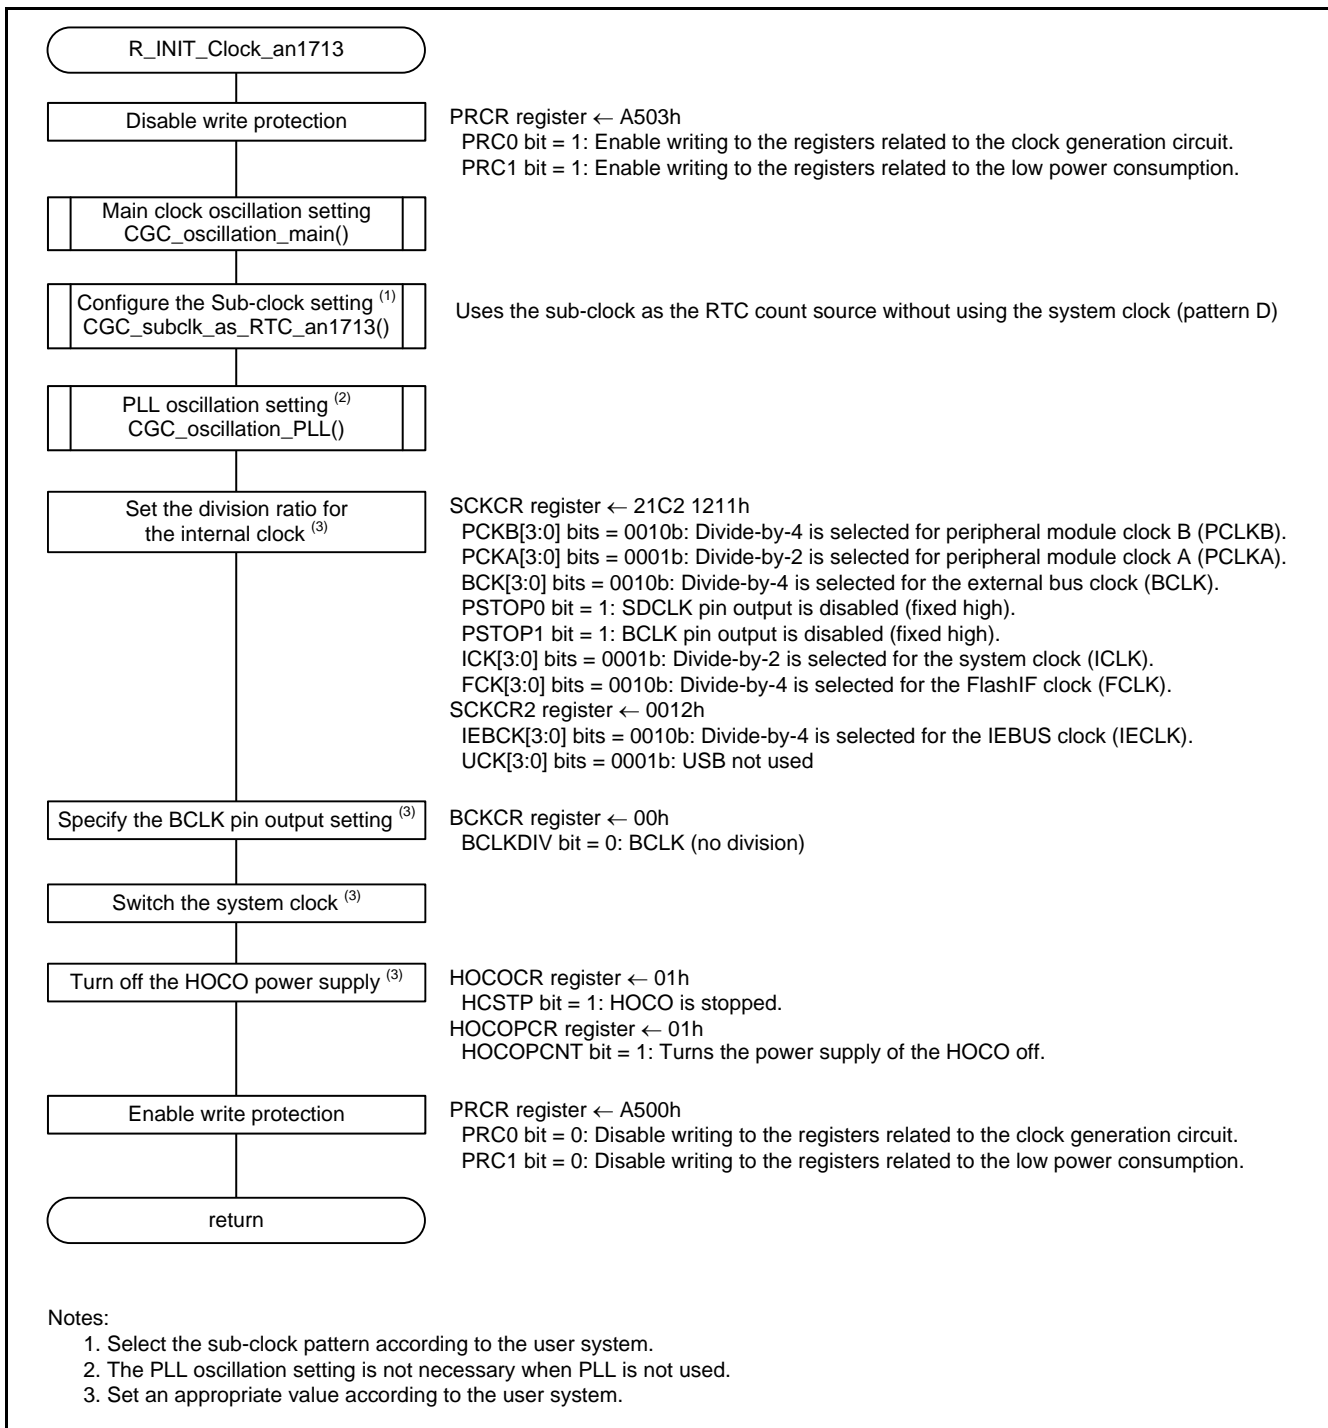 R_INIT_Clock_an1713
Disable write protection
PRCR register ← A503h
PRC0 bit = 1: Enable writing to the registers related to the clock generation circuit.
PRC1 bit = 1: Enable writing to the registers related to the low power consumption.
Main clock oscillation setting
CGC_oscillation_main()
Configure the Sub-clock setting (1)
CGC_subclk_as_RTC_an1713()
Uses the sub-clock as the RTC count source without using the system clock (pattern D)
PLL oscillation setting (2)
CGC_oscillation_PLL()
Set the division ratio for
the internal clock (3)
SCKCR register ← 21C2 1211h
PCKB[3:0] bits = 0010b: Divide-by-4 is selected for peripheral module clock B (PCLKB).
PCKA[3:0] bits = 0001b: Divide-by-2 is selected for peripheral module clock A (PCLKA).
BCK[3:0] bits = 0010b: Divide-by-4 is selected for the external bus clock (BCLK).
PSTOP0 bit = 1: SDCLK pin output is disabled (fixed high).
PSTOP1 bit = 1: BCLK pin output is disabled (fixed high).
ICK[3:0] bits = 0001b: Divide-by-2 is selected for the system clock (ICLK).
FCK[3:0] bits = 0010b: Divide-by-4 is selected for the FlashIF clock (FCLK).
SCKCR2 register ← 0012h
IEBCK[3:0] bits = 0010b: Divide-by-4 is selected for the IEBUS clock (IECLK).
UCK[3:0] bits = 0001b: USB not used
Specify the BCLK pin output setting (3)
BCKCR register ← 00h
BCLKDIV bit = 0: BCLK (no division)
Switch the system clock (3)
Turn off the HOCO power supply (3)
HOCOCR register ← 01h
HCSTP bit = 1: HOCO is stopped.
HOCOPCR register ← 01h
HOCOPCNT bit = 1: Turns the power supply of the HOCO off.
Enable write protection
PRCR register ← A500h
PRC0 bit = 0: Disable writing to the registers related to the clock generation circuit.
PRC1 bit = 0: Disable writing to the registers related to the low power consumption.
return
Notes:
1. Select the sub-clock pattern according to the user system.
2. The PLL oscillation setting is not necessary when PLL is not used.
3. Set an appropriate value according to the user system.